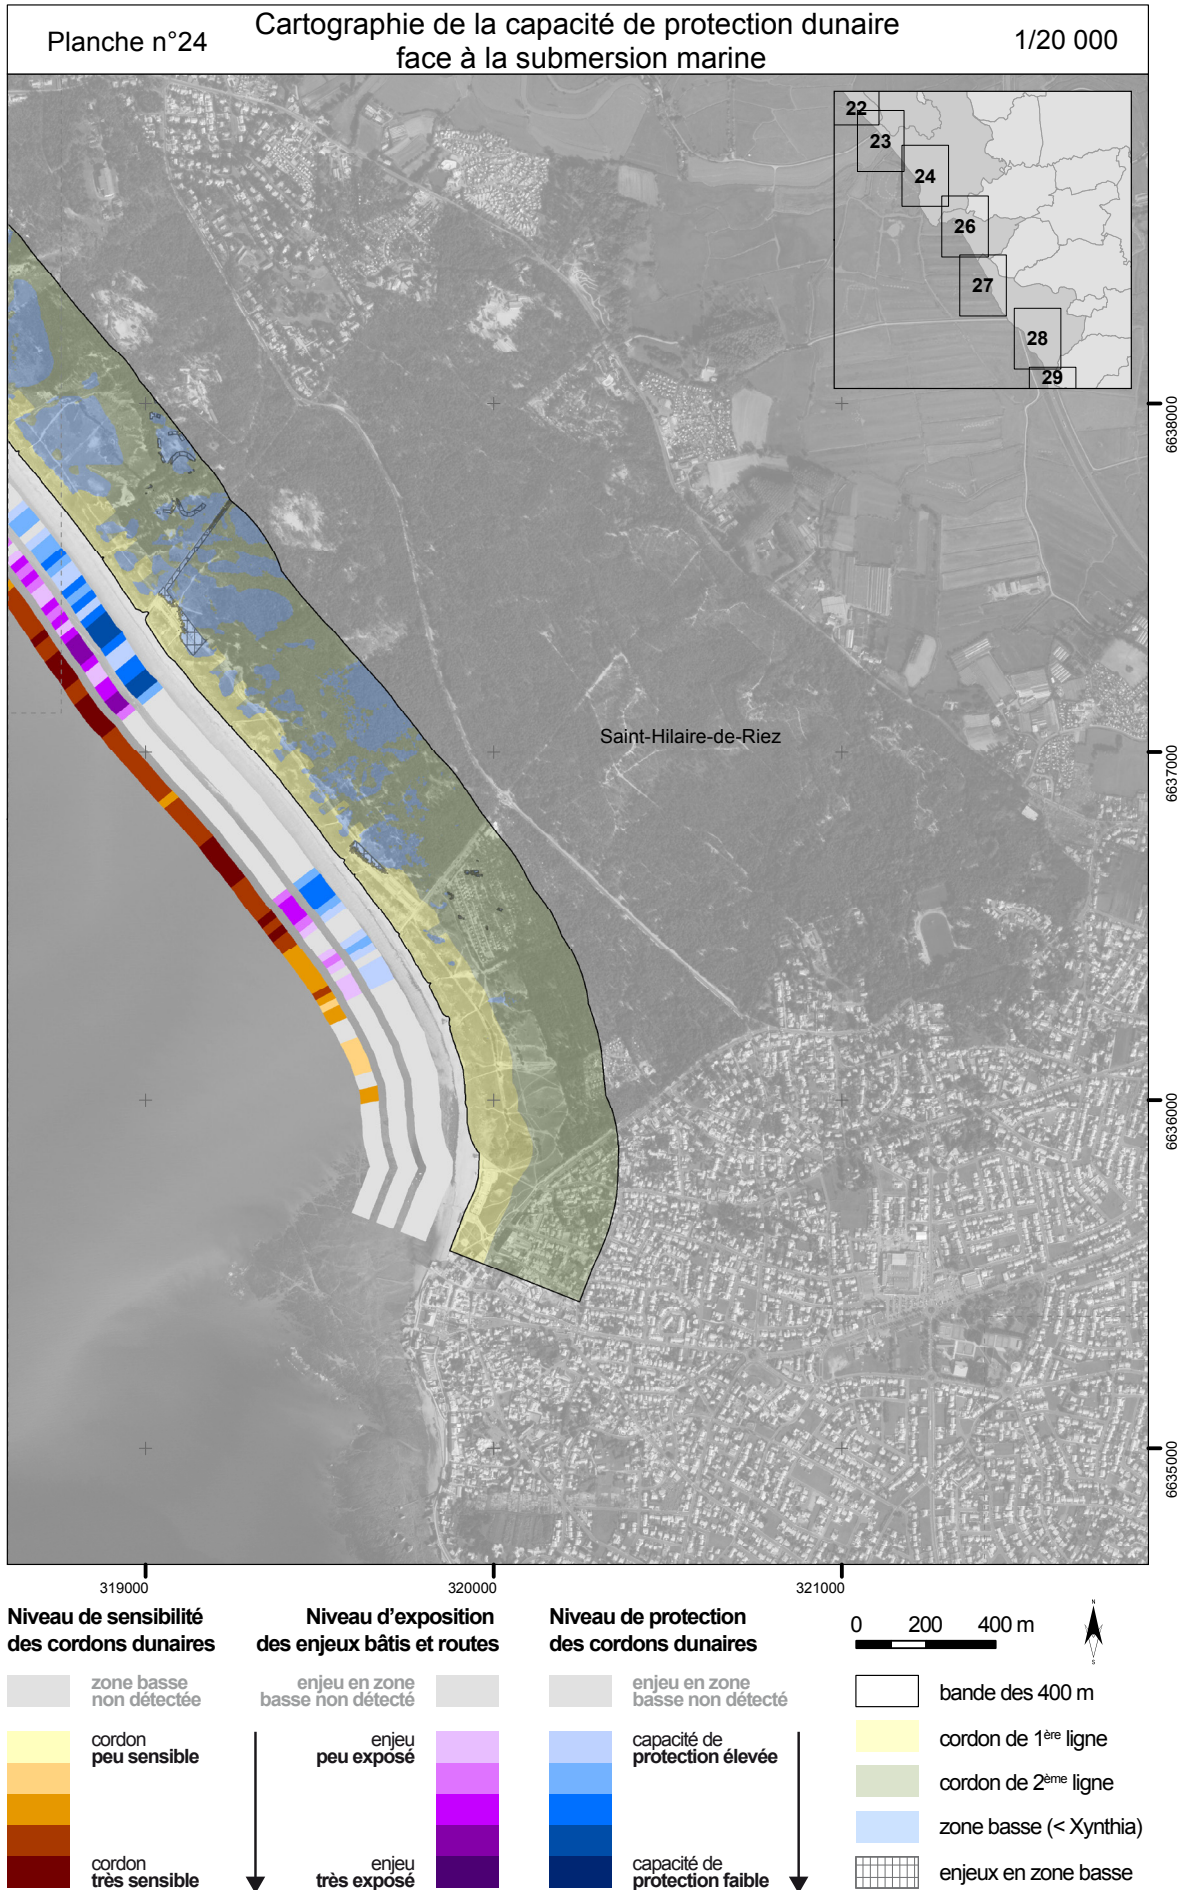 Planche n°24
Cartographie de la capacité de protection dunaire
face à la submersion marine
1/20 000
22
23
24
26
27
28
29
6638000
Saint-Hilaire-de-Riez
6637000
6636000
6635000
319000
320000
321000
Niveau de sensibilité
des cordons dunaires
zone basse
non détectée
cordon
peu sensible
cordon
très sensible
Niveau d'exposition
des enjeux bâtis et routes
enjeu en zone
basse non détecté
enjeu
peu exposé
enjeu
très exposé
Niveau de protection
des cordons dunaires
enjeu en zone
basse non détecté
capacité de
protection élevée
capacité de
protection faible
0 200 400 m
N
S
bande des 400 m
cordon de 1ère ligne
cordon de 2ème ligne
zone basse (< Xynthia)
enjeux en zone basse